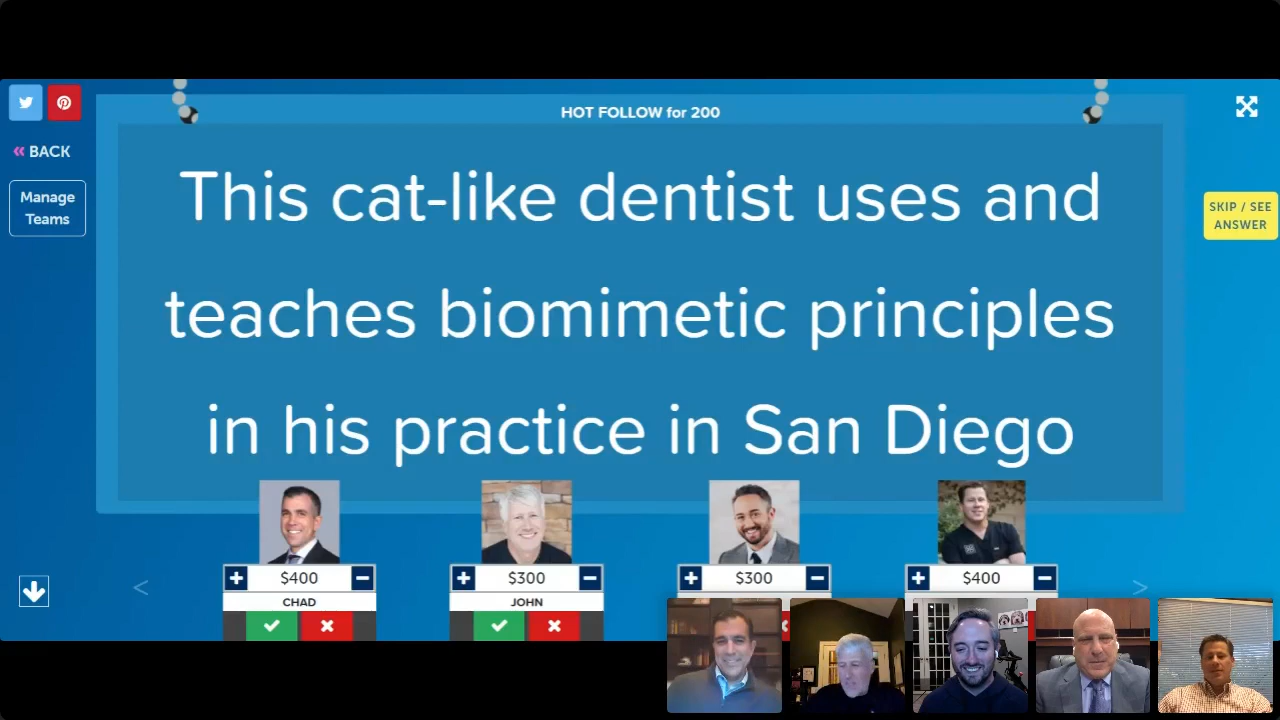 HOT FOLLOW for 200
« BACK
Manage
Teams
This cat-like dentist uses and
teaches biomimetic principles
in his practice in San Diego
SKIP / SEE
ANSWER
$400
$300
$300
$400
CHAD
JOHN